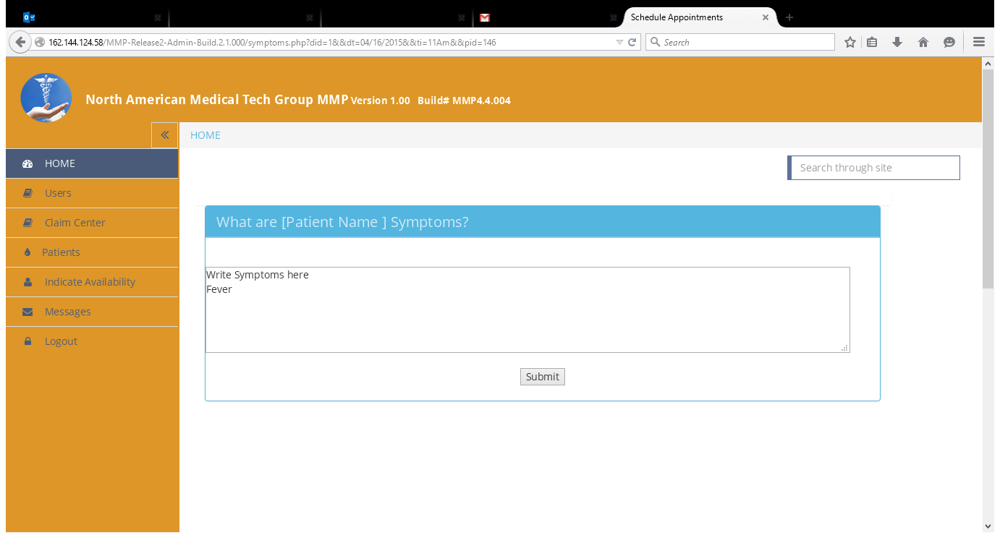 Schedule Appointments
162.144.124.58/MMP-Release2-Admin-Build.2.1.000/symptoms.php?did=1&&dt=04/16/2015&&ti=11Am&&pid=146
Search
North American Medical Tech Group MMP Version 1.00 Build# MMP4.4.004
HOME
HOME
Search through site
Users
Claim Center
Patients
Indicate Availability
Messages
Logout
What are [Patient Name ] Symptoms?
Write Symptoms here
Fever
Submit